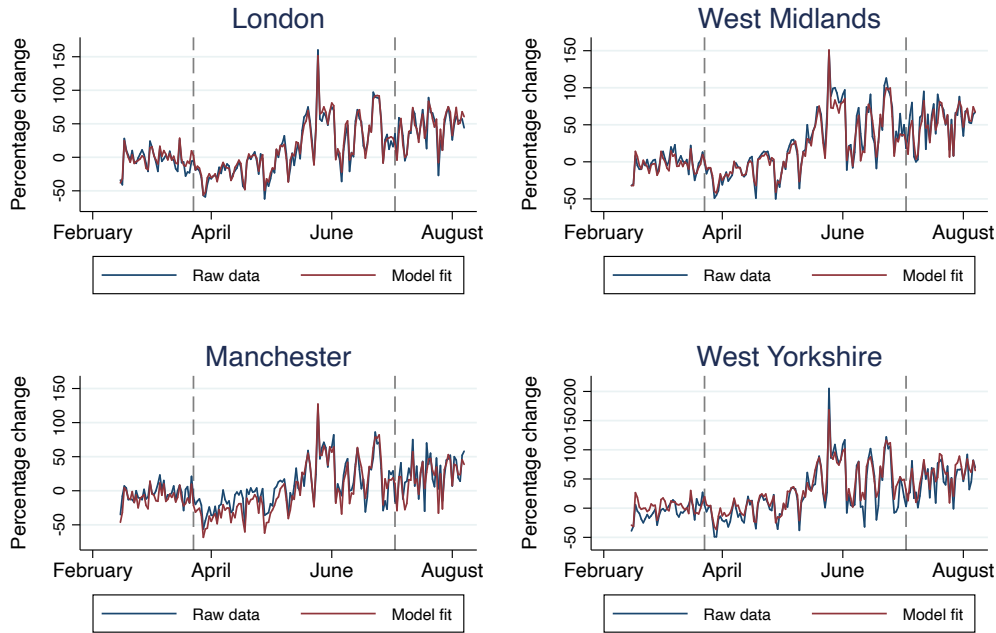 London
Percentage change
150
100
50
0
-50
February April June August
Raw data Model fit
West Midlands
Percentage change
150
100
50
0
-50
February April June August
Raw data Model fit
Manchester
Percentage change
150
100
50
0
-50
February April June August
Raw data Model fit
West Yorkshire
Percentage change
200
150
100
50
0
-50
February April June August
Raw data Model fit